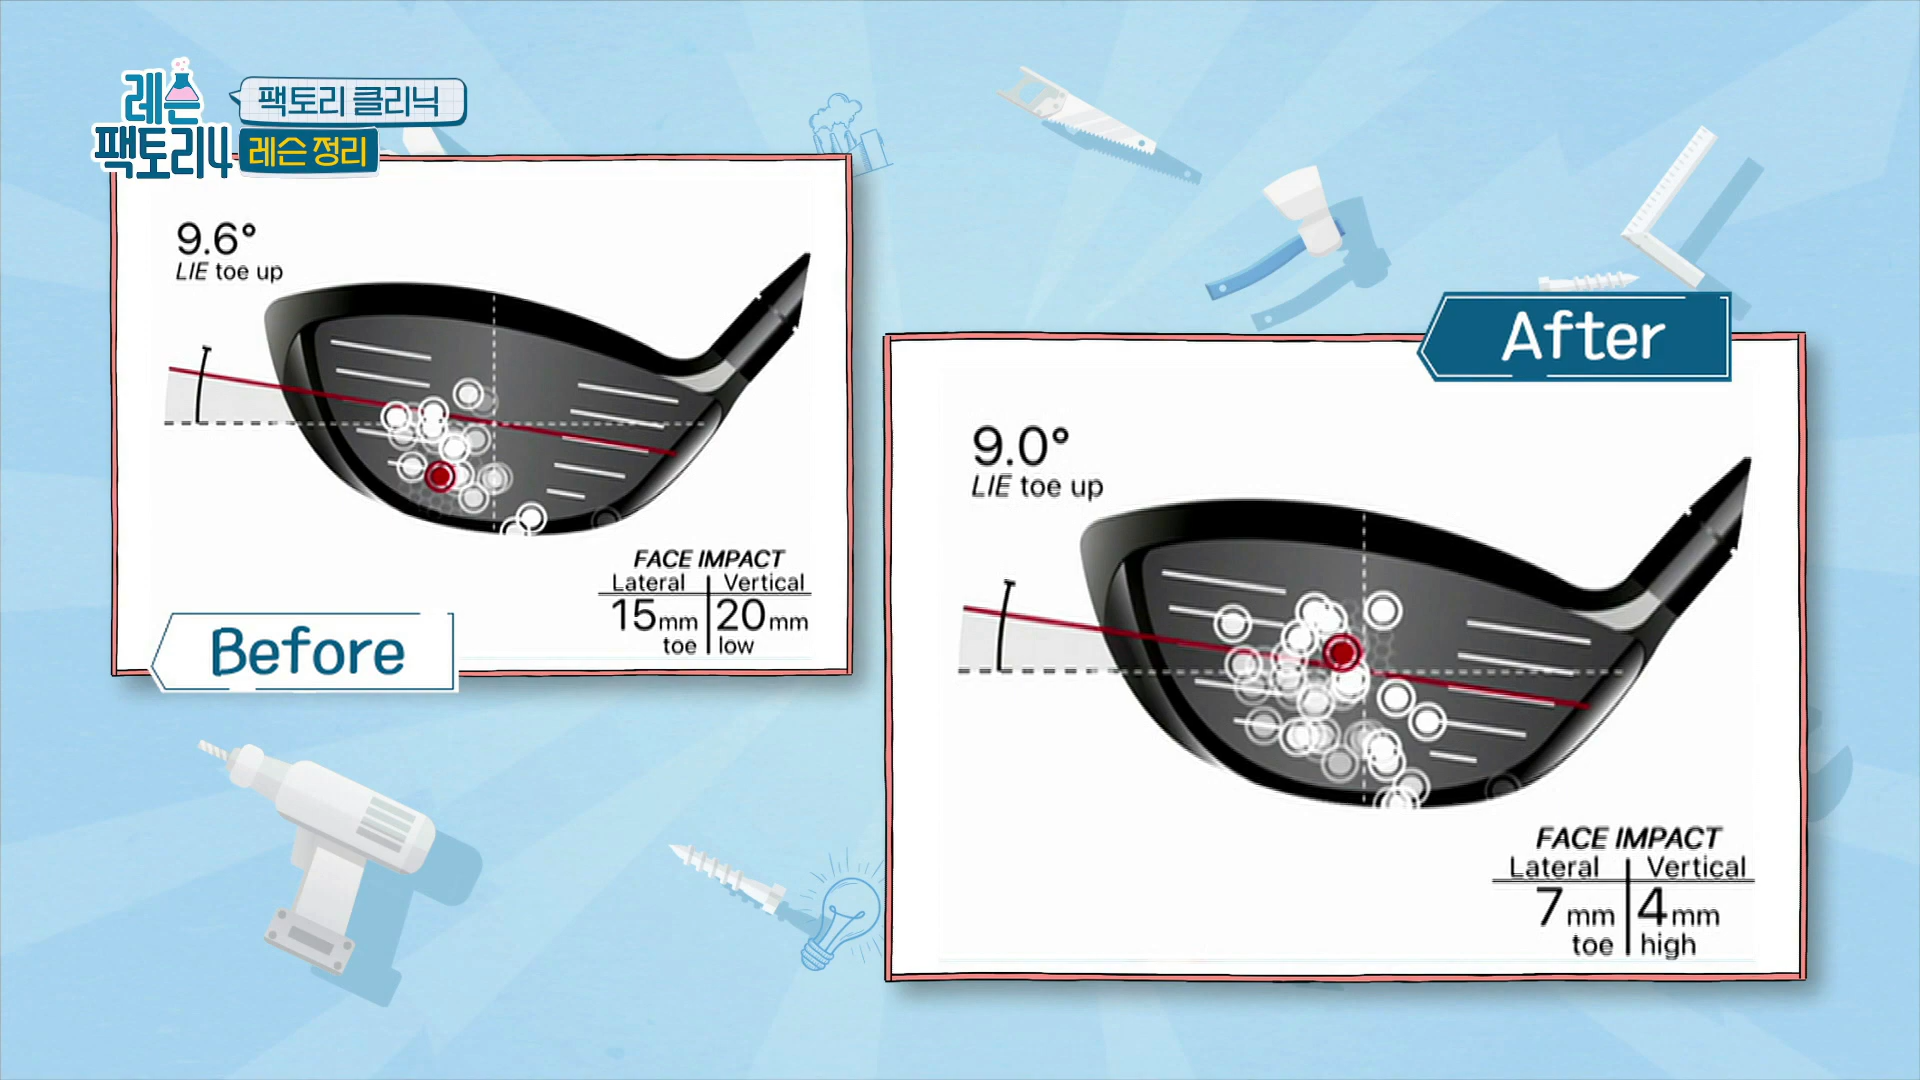 레슨
팩토리4
팩토리 클리닉
레슨 정리
9.6°
LIE toe up
FACE IMPACT
Lateral Vertical
15mm 20mm
toe low
Before
After
9.0°
LIE toe up
FACE IMPACT
Lateral Vertical
7mm 4mm
toe high